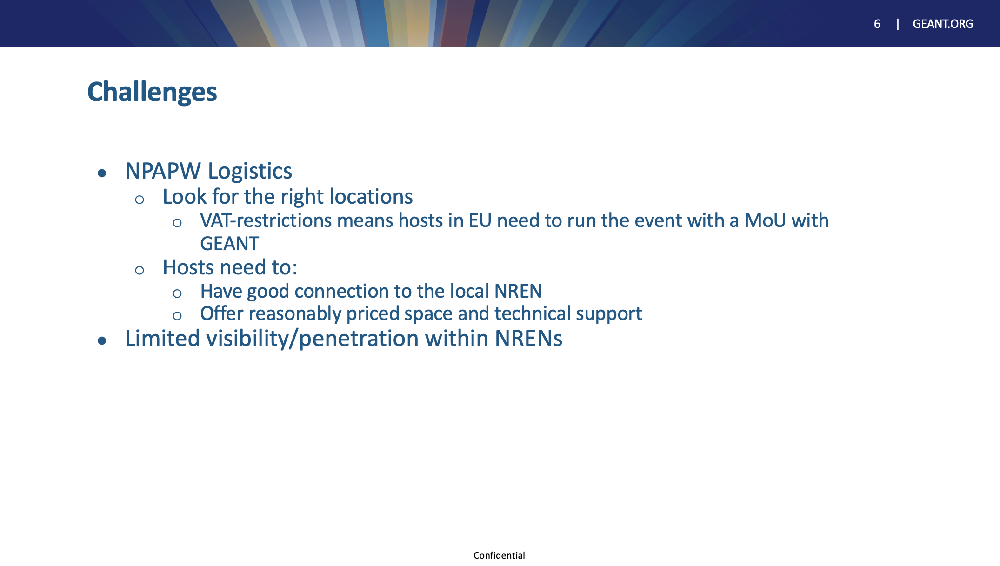 6 | GEANT.ORG
Challenges
● NPAPW Logistics
○ Look for the right locations
○ VAT-restrictions means hosts in EU need to run the event with a MoU with
GEANT
○ Hosts need to:
○ Have good connection to the local NREN
○ Offer reasonably priced space and technical support
● Limited visibility/penetration within NRENs
Confidential